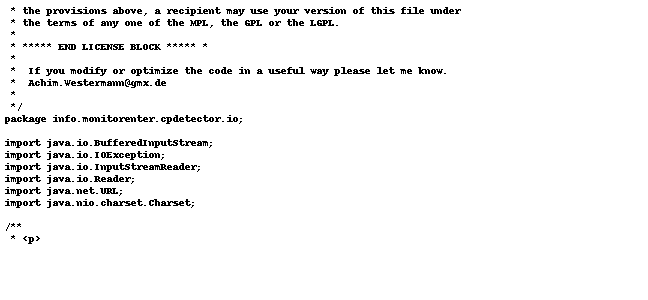 * the provisions above, a recipient may use your version of this file under
 * the terms of any one of the MPL, the GPL or the LGPL.
 *
 * ***** END LICENSE BLOCK ***** *
 *
 *  If you modify or optimize the code in a useful way please let me know.
 *  Achim.Westermann@gmx.de
 *
 */
package info.monitorenter.cpdetector.io;

import java.io.BufferedInputStream;
import java.io.IOException;
import java.io.InputStreamReader;
import java.io.Reader;
import java.net.URL;
import java.nio.charset.Charset;

/**
 * <p>